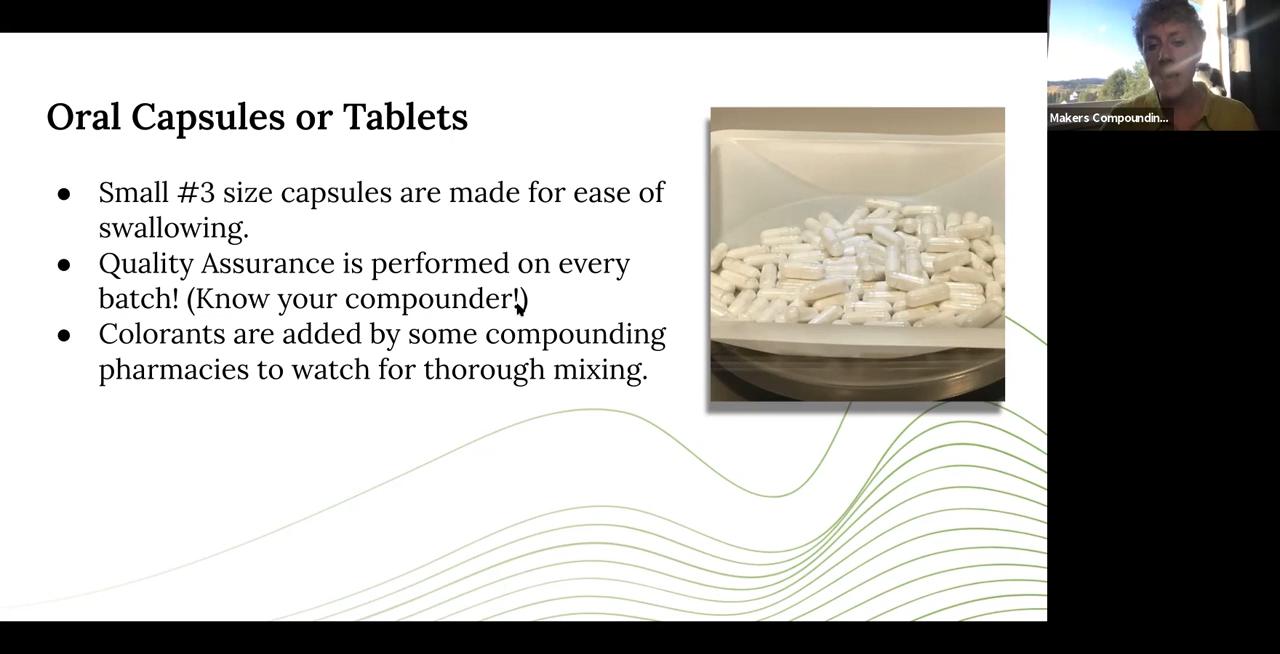 Oral Capsules or Tablets
● Small #3 size capsules are made for ease of
swallowing.
● Quality Assurance is performed on every
batch! (Know your compounder!)
● Colorants are added by some compounding
pharmacies to watch for thorough mixing.
Makers Compoundin...